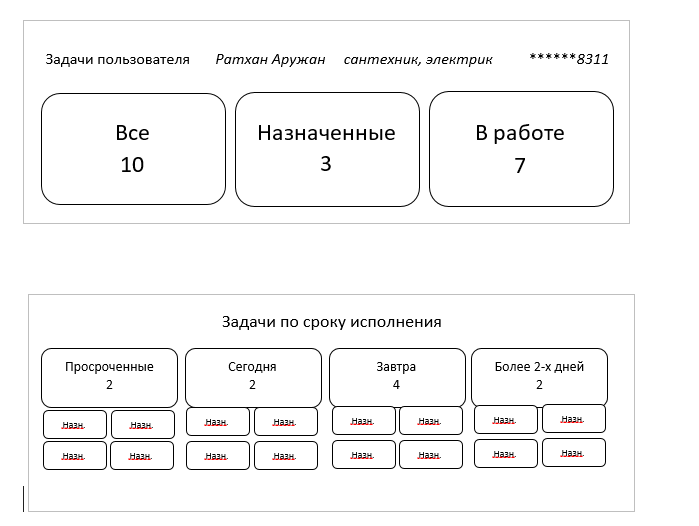 Задачи пользователя Ратхан Аружан сантехник, электрик ******8311
Все Назначенные В работе
10 3 7
Задачи по сроку исполнения
Просроченные Сегодня Завтра Более 2-х дней
2 2 4 2
Назн. Назн. Назн. Назн. Назн. Назн. Назн. Назн.
Назн. Назн. Назн. Назн. Назн. Назн. Назн. Назн.